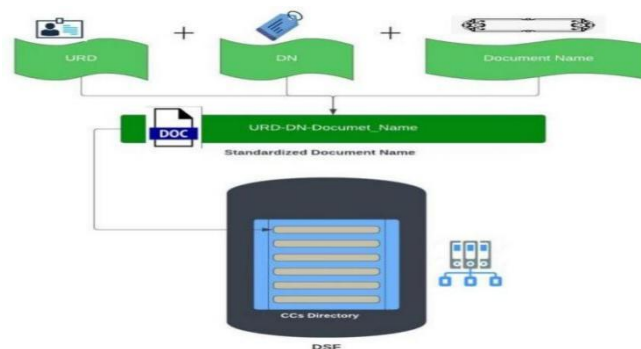 URD
+
DN
+
Document Name
DOC
URD-DN-Documet_Name
Standardized Document Name
CCs Directory
DSE